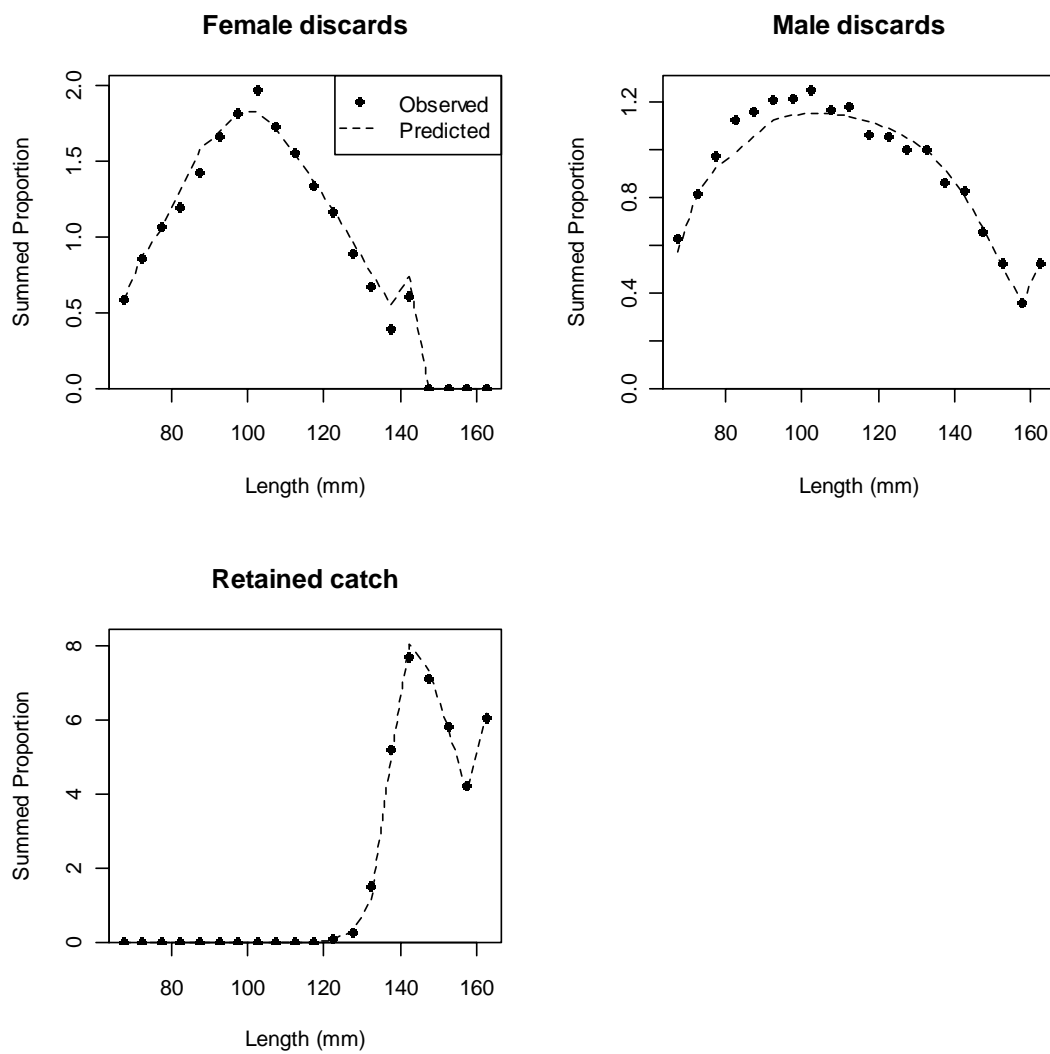 Female discards
Summed Proportion
0.0 0.5 1.0 1.5 2.0
Observed
Predicted
80 100 120 140 160
Length (mm)
Male discards
Summed Proportion
0.0 0.4 0.8 1.2
80 100 120 140 160
Length (mm)
Retained catch
Summed Proportion
0 2 4 6 8
80 100 120 140 160
Length (mm)